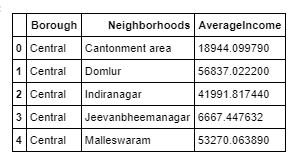 Borough Neighborhoods AverageIncome
0 Central Cantonment area 18944.099790
1 Central Domlur 56837.022200
2 Central Indiranagar 41991.817440
3 Central Jeevanbheemanagar 6667.447632
4 Central Malleswaram 53270.063890